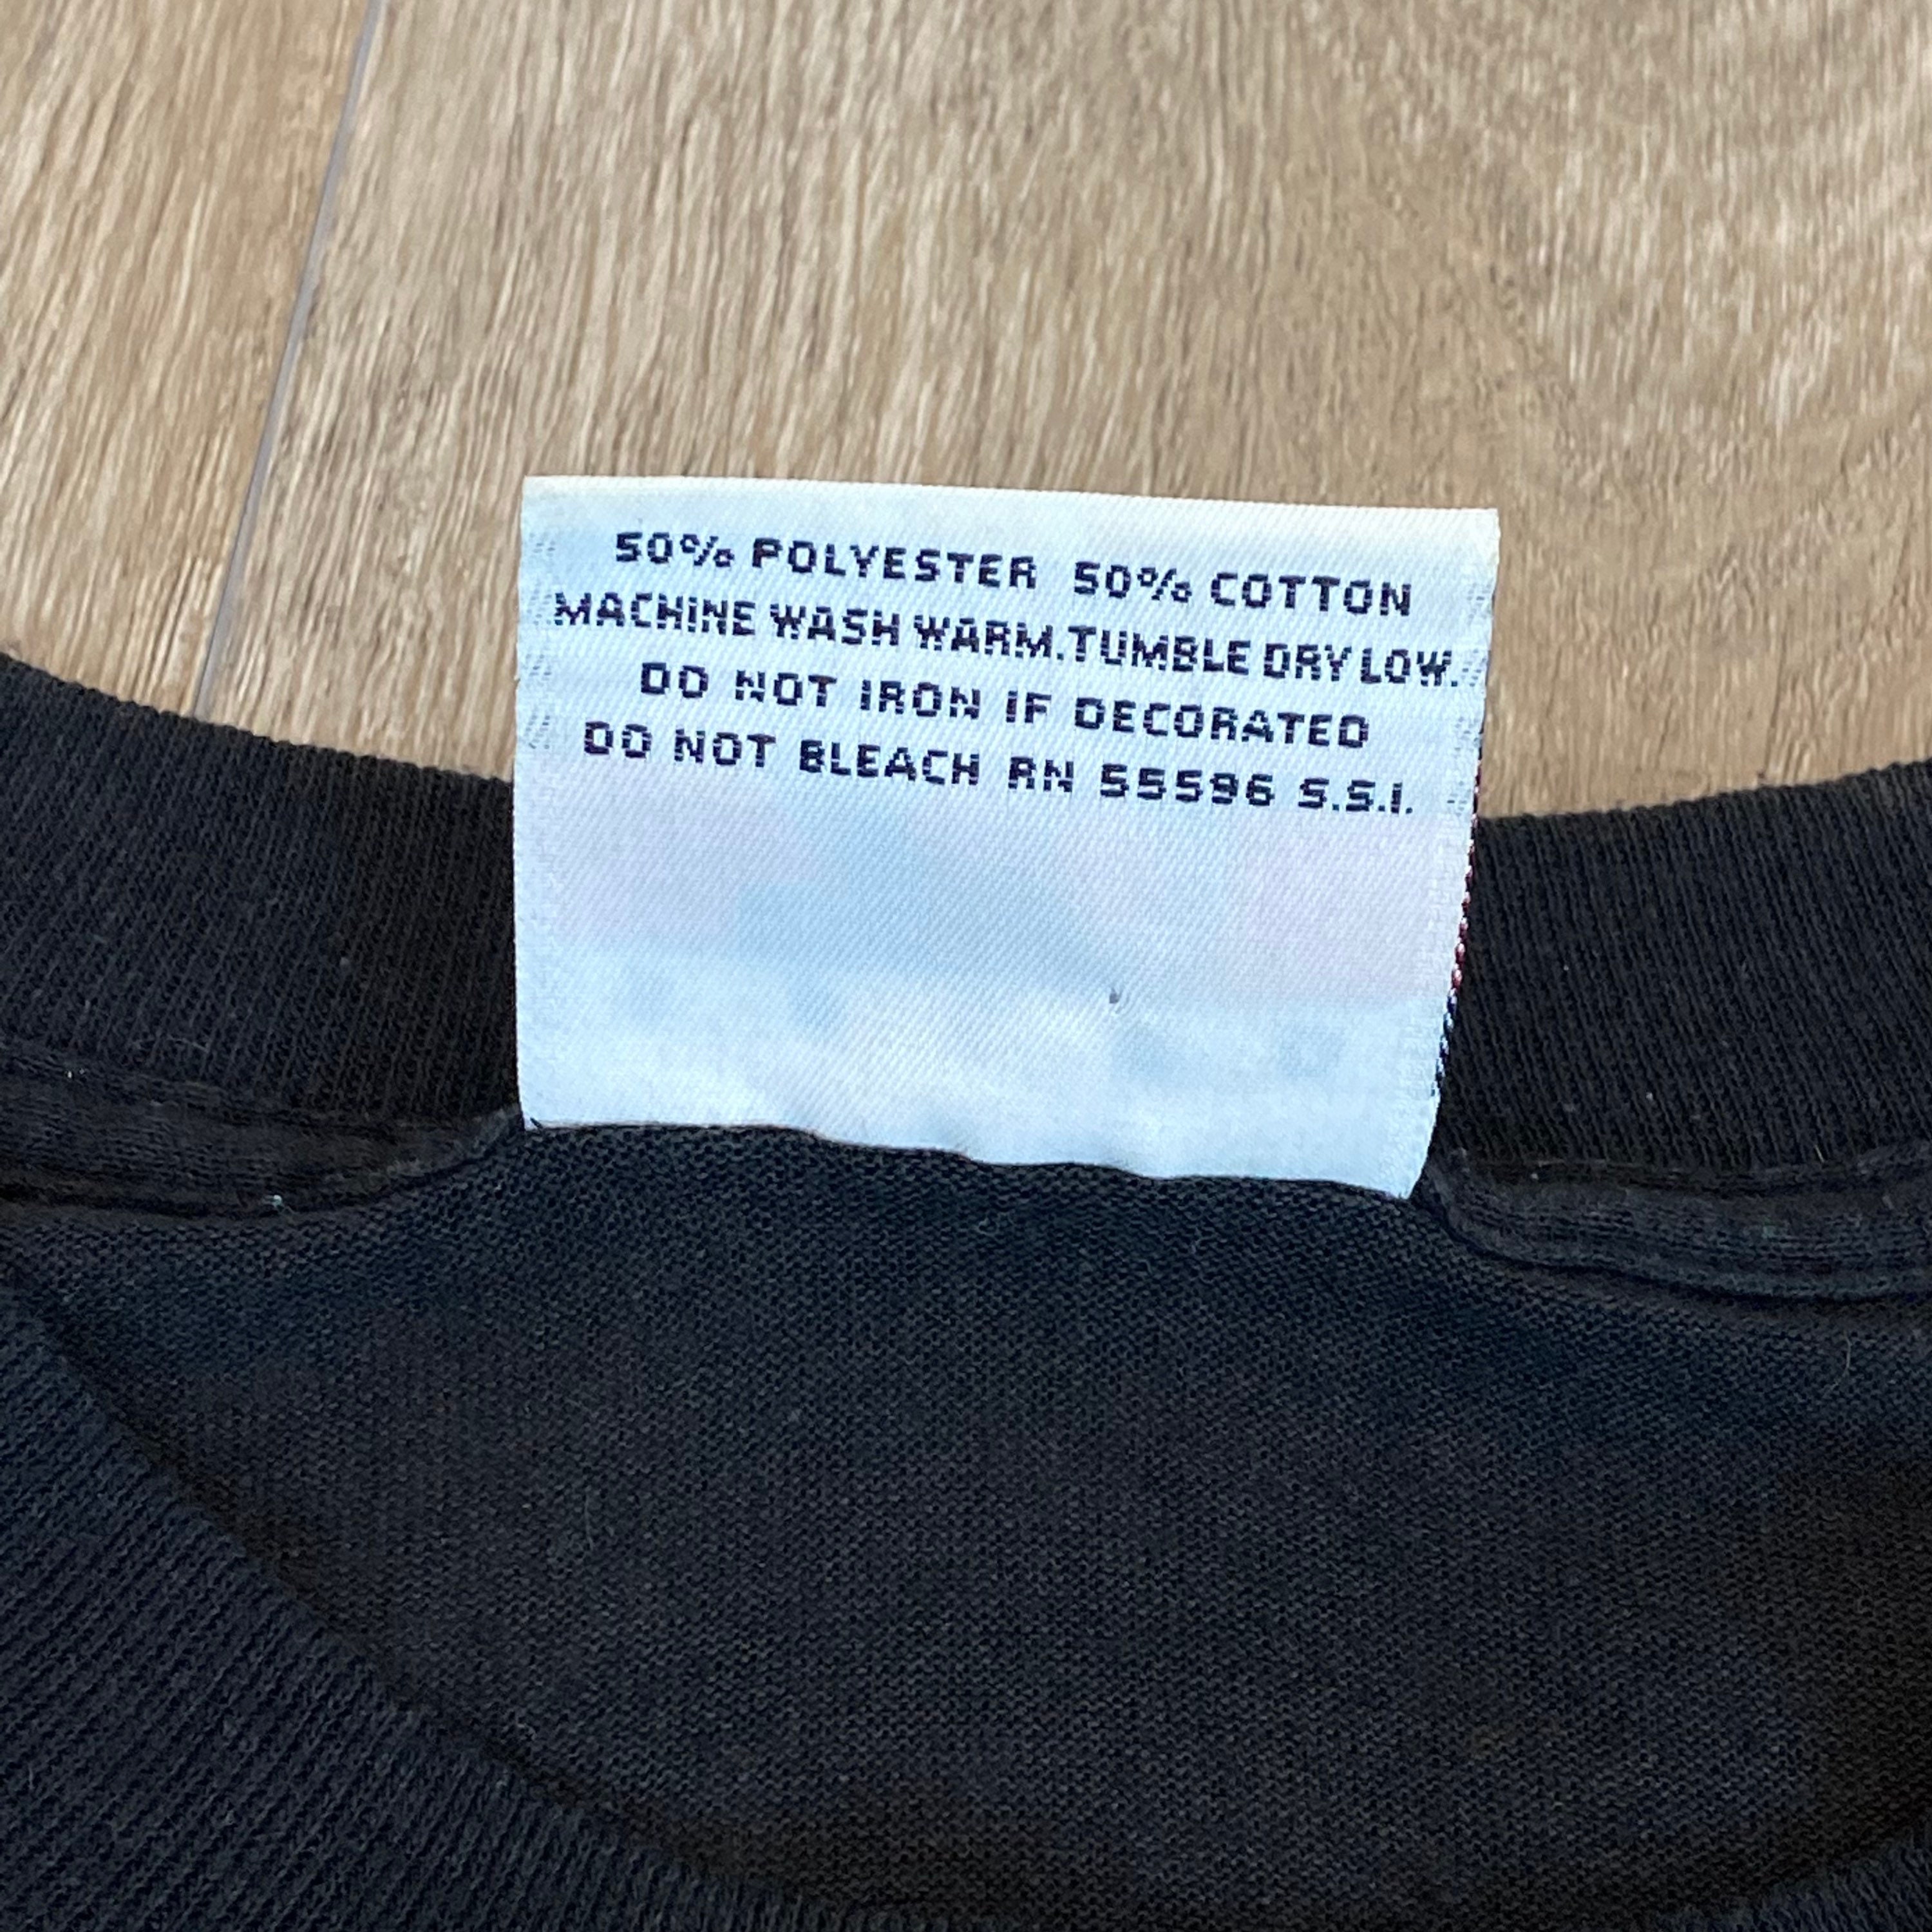 50% POLYESTER 50% COTTON
MACHINE WASH WARM.TUMBLE DRY LOW.
DO NOT IRON IF DECORATED
DO NOT BLEACH RN 55596 S.S.I.